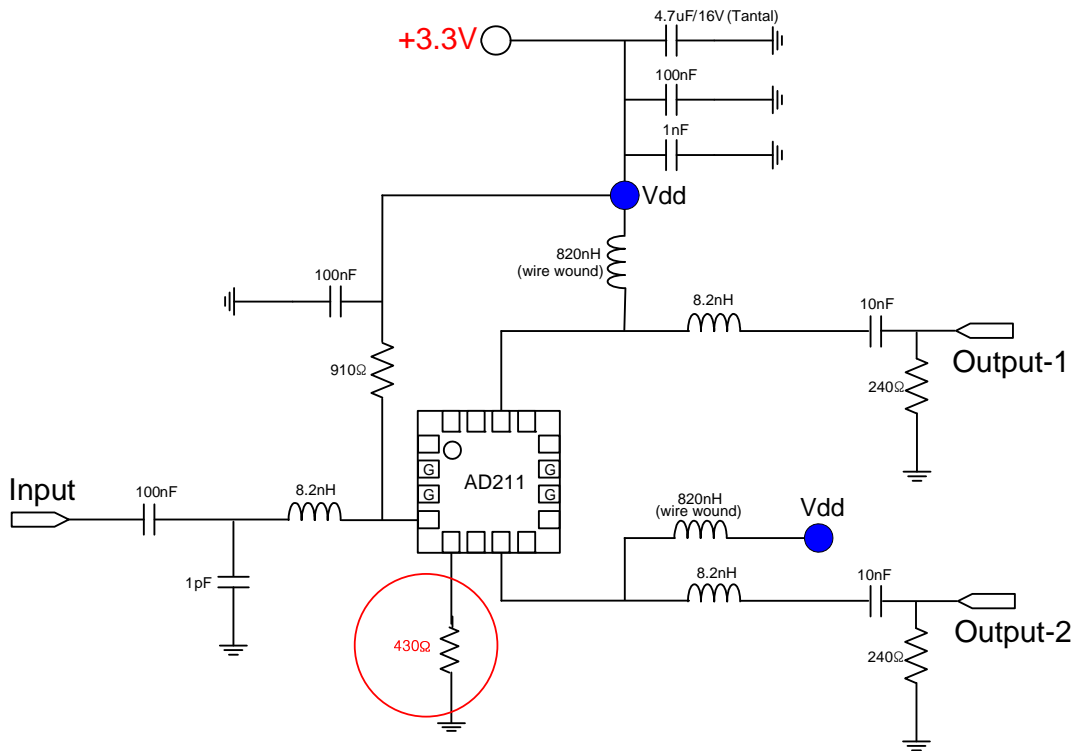 4.7uF/16V (Tantal)
+3.3V
100nF
1nF
Vdd
820nH
(wire wound)
100nF
8.2nH
10nF
910Ω
Output-1
240Ω
G
G
AD211
G
G
Input
100nF
8.2nH
820nH
(wire wound)
Vdd
1pF
8.2nH
10nF
430Ω
Output-2
240Ω